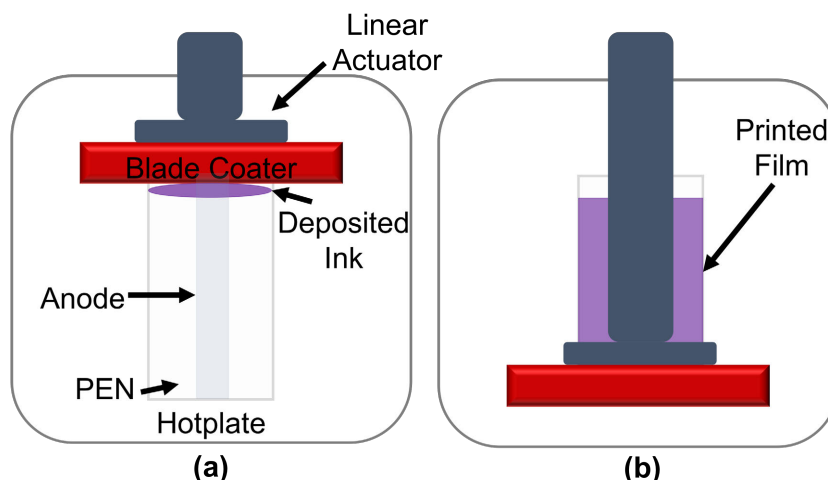 Linear
Actuator
Blade Coater
Deposited
Ink
Anode
PEN
Hotplate
(a)
Printed
Film
(b)